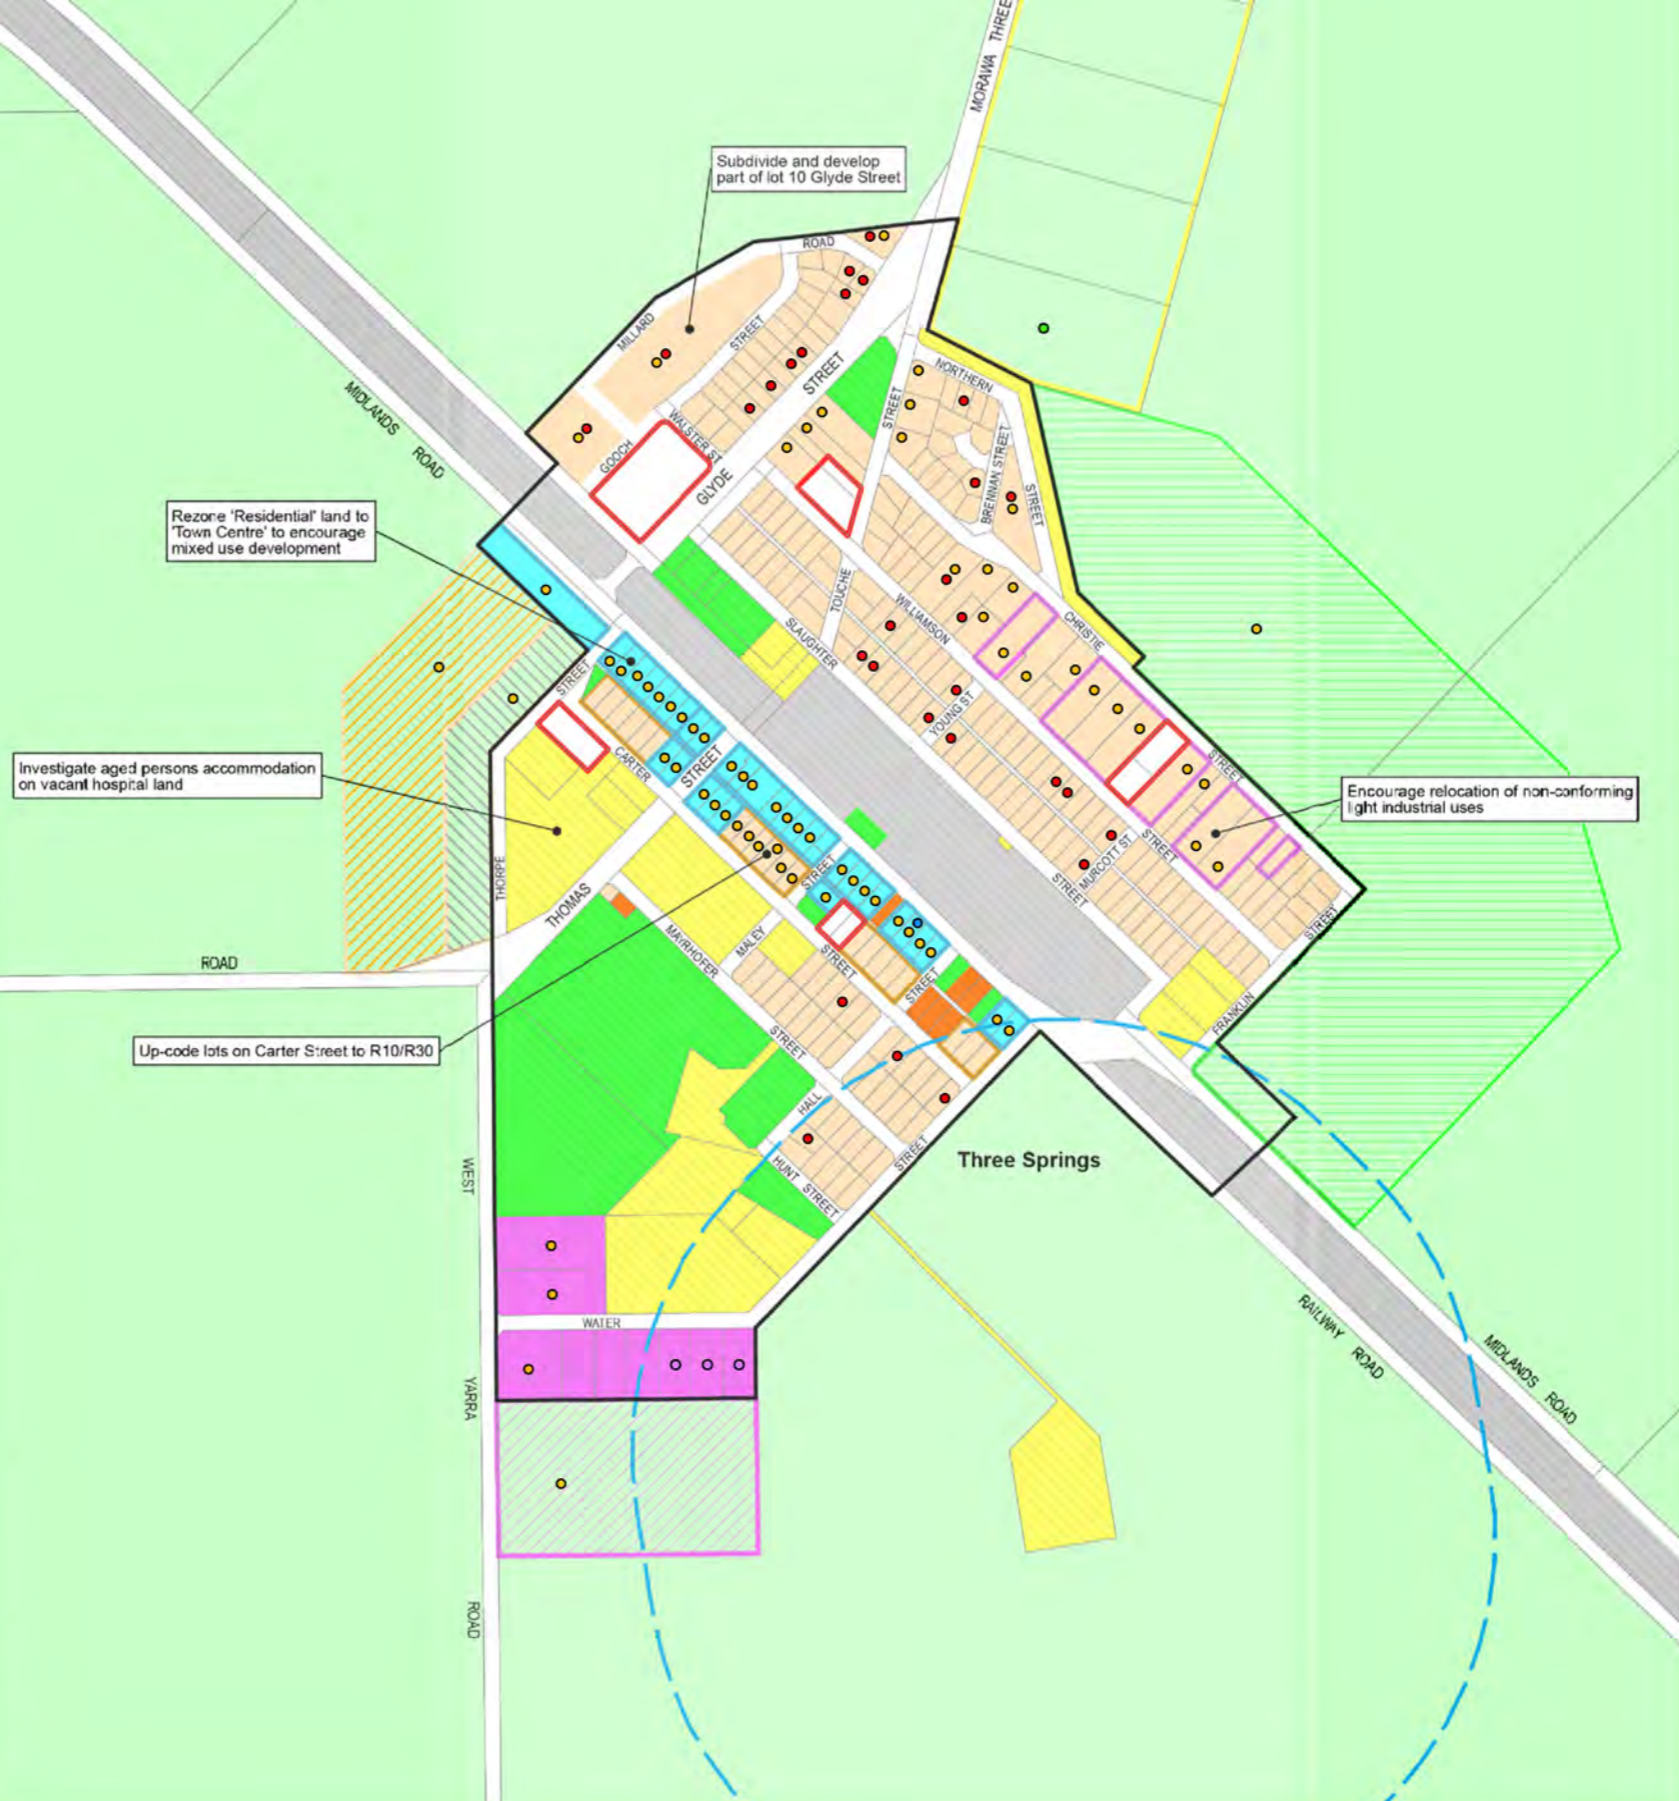 MORAWA THREE
Subdivide and develop
part of lot 10 Glyde Street
ROAD
MILLARD
STREET
STREET
MIDLANDS
ROAD
GOOCH
WALSTER ST
GLYDE
STREET
NORTHERN
BRENNAN STREET
STREET
Rezone 'Residential' land to
'Town Centre' to encourage
mixed use development
TOUCHE
WILLIAMSON
CHRISTIE
SLAUGHTER
STREET
YOUNG ST
STREET
CARTER
STREET
Investigate aged persons accommodation
on vacant hospital land
Encourage relocation of non-conforming
light industrial uses
STREET
MURCOTT ST
STREET
STREET
THORPE
THOMAS
STREET
FRANKLIN
ROAD
MAYRHOFER
MALEY
STREET
STREET
Up-code lots on Carter Street to R10/R30
STREET
HALL
HUNT STREET
STREET
Three Springs
WEST
WATER
YARRA
RAILWAY
ROAD
MIDLANDS
ROAD
ROAD